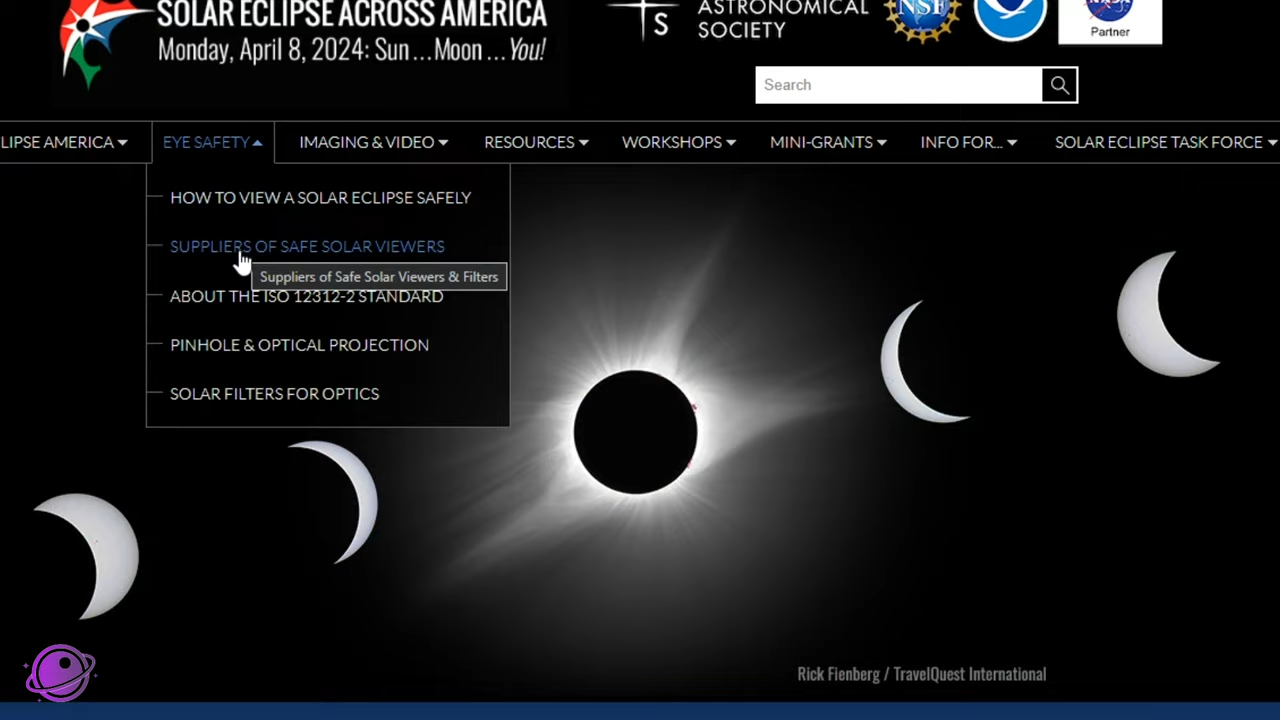 SOLAR ECLIPSE ACROSS AMERICA
Monday, April 8, 2024: Sun...Moon...You!
S
ASTRONOMICAL
SOCIETY
NSF
Partner
Search
LIPSE AMERICA
EYE SAFETY
IMAGING & VIDEO
RESOURCES
WORKSHOPS
MINI-GRANTS
INFO FOR...
SOLAR ECLIPSE TASK FORCE
HOW TO VIEW A SOLAR ECLIPSE SAFELY
SUPPLIERS OF SAFE SOLAR VIEWERS
Suppliers of Safe Solar Viewers & Filters
ABOUT THE ISO 12312-2 STANDARD
PINHOLE & OPTICAL PROJECTION
SOLAR FILTERS FOR OPTICS
Rick Fienberg / TravelQuest International